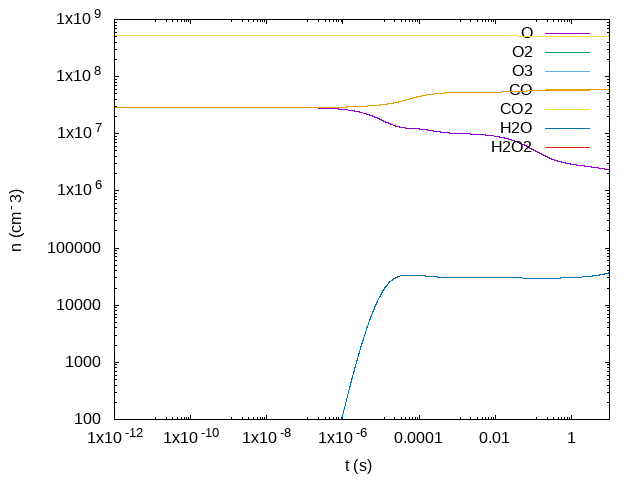 1x10^9
1x10^8
1x10^7
1x10^6
100000
10000
1000
100
n (cm^-3)
O
O2
O3
CO
CO2
H2O
H2O2
1x10^-12 1x10^-10 1x10^-8 1x10^-6 0.0001 0.01 1
t (s)